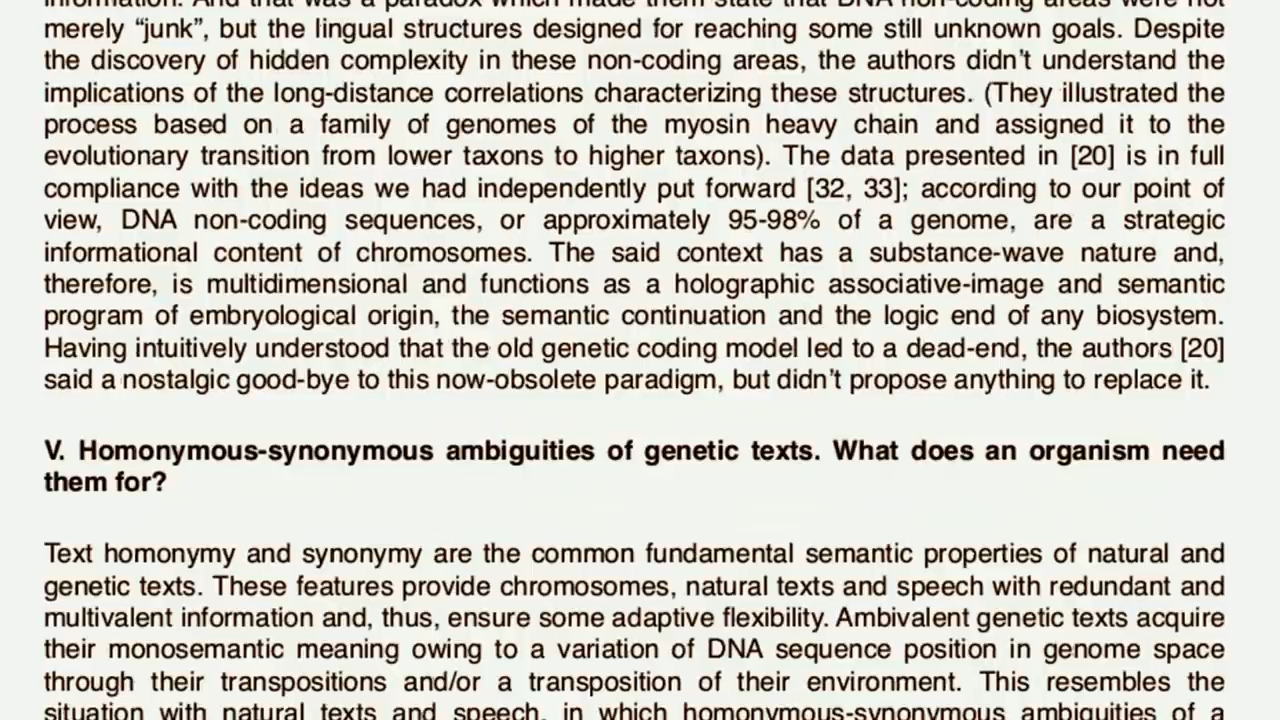 information. And that was a paradox which made them state that DNA non-coding areas were not
merely “junk”, but the lingual structures designed for reaching some still unknown goals. Despite
the discovery of hidden complexity in these non-coding areas, the authors didn’t understand the
implications of the long-distance correlations characterizing these structures. (They illustrated the
process based on a family of genomes of the myosin heavy chain and assigned it to the
evolutionary transition from lower taxons to higher taxons). The data presented in [20] is in full
compliance with the ideas we had independently put forward [32, 33]; according to our point of
view, DNA non-coding sequences, or approximately 95-98% of a genome, are a strategic
informational content of chromosomes. The said context has a substance-wave nature and,
therefore, is multidimensional and functions as a holographic associative-image and semantic
program of embryological origin, the semantic continuation and the logic end of any biosystem.
Having intuitively understood that the old genetic coding model led to a dead-end, the authors [20]
said a nostalgic good-bye to this now-obsolete paradigm, but didn’t propose anything to replace it.
V. Homonymous-synonymous ambiguities of genetic texts. What does an organism need
them for?
Text homonymy and synonymy are the common fundamental semantic properties of natural and
genetic texts. These features provide chromosomes, natural texts and speech with redundant and
multivalent information and, thus, ensure some adaptive flexibility. Ambivalent genetic texts acquire
their monosemantic meaning owing to a variation of DNA sequence position in genome space
through their transpositions and/or a transposition of their environment. This resembles the
situation with natural texts and speech, in which homonymous-synonymous ambiguities of a